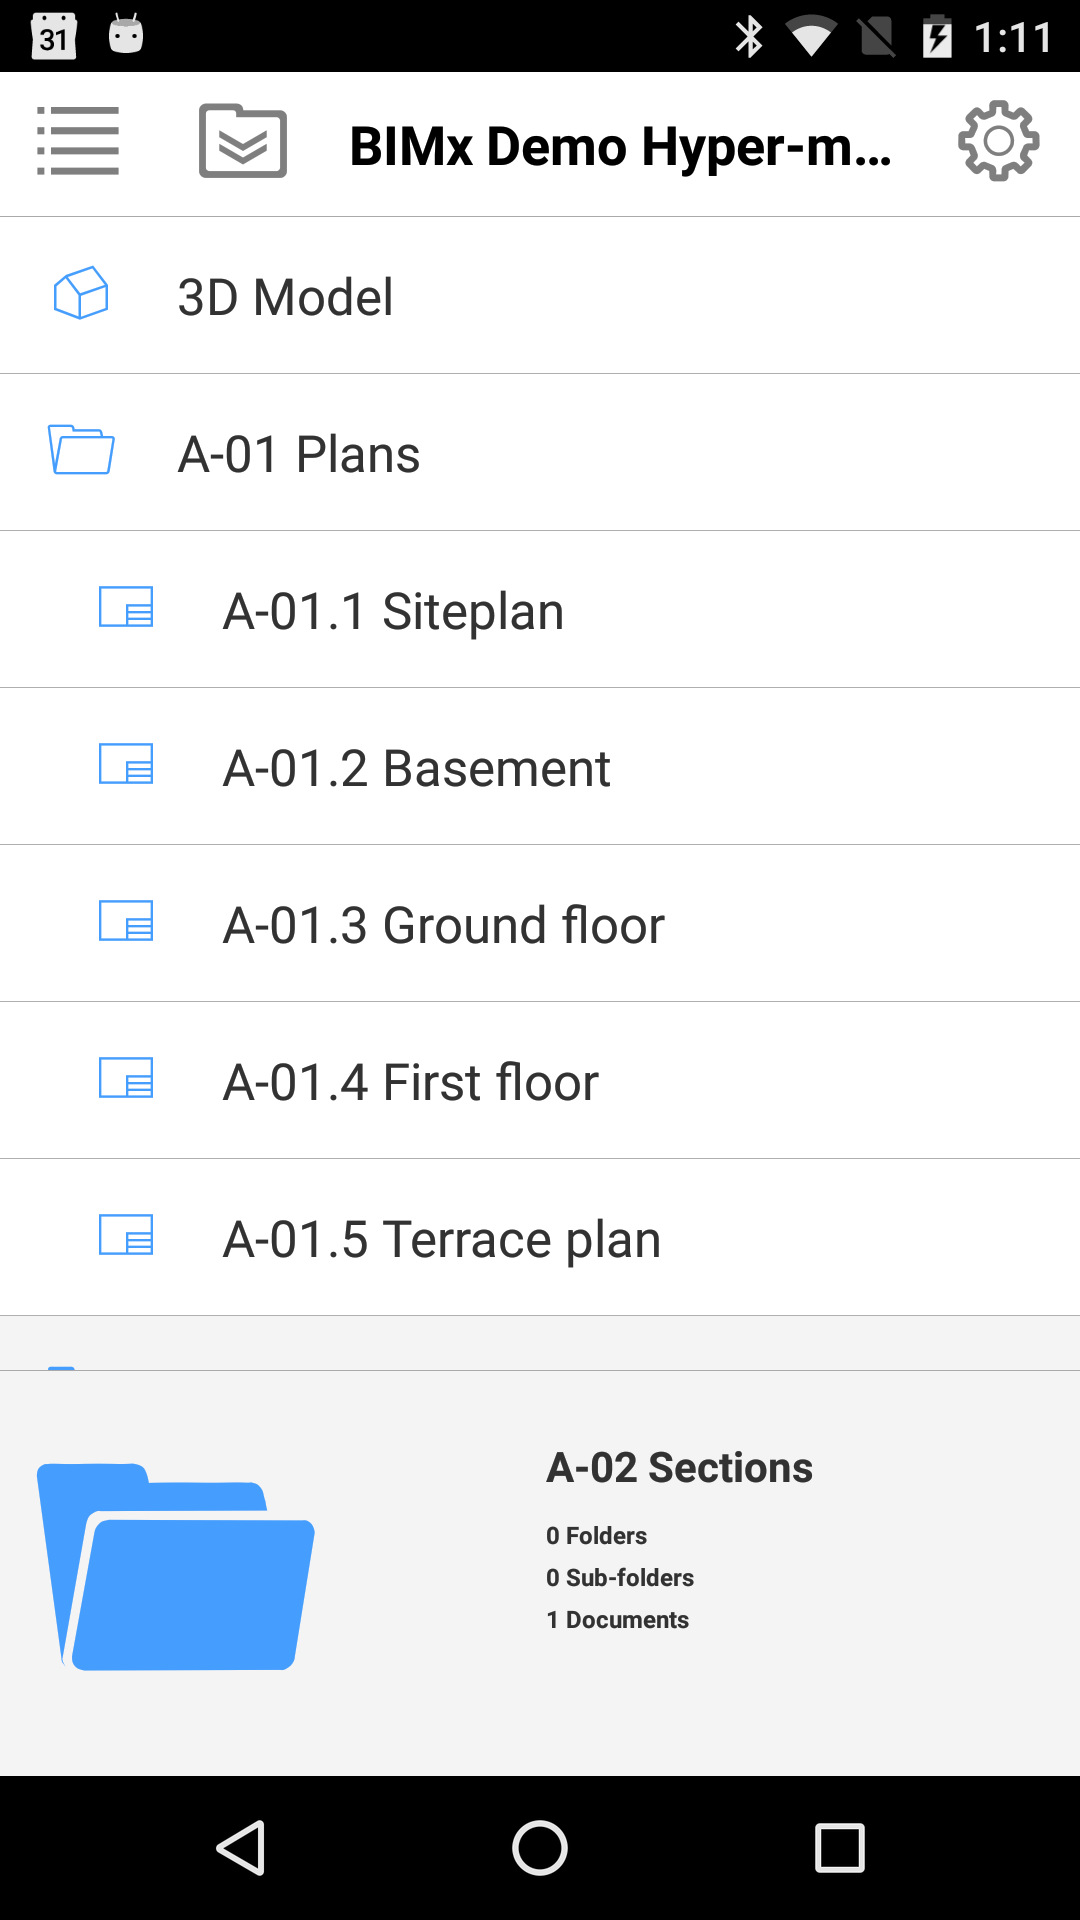 31
1:11
BIMx Demo Hyper-m...
3D Model
A-01 Plans
A-01.1 Siteplan
A-01.2 Basement
A-01.3 Ground floor
A-01.4 First floor
A-01.5 Terrace plan
A-02 Sections
0 Folders
0 Sub-folders
1 Documents